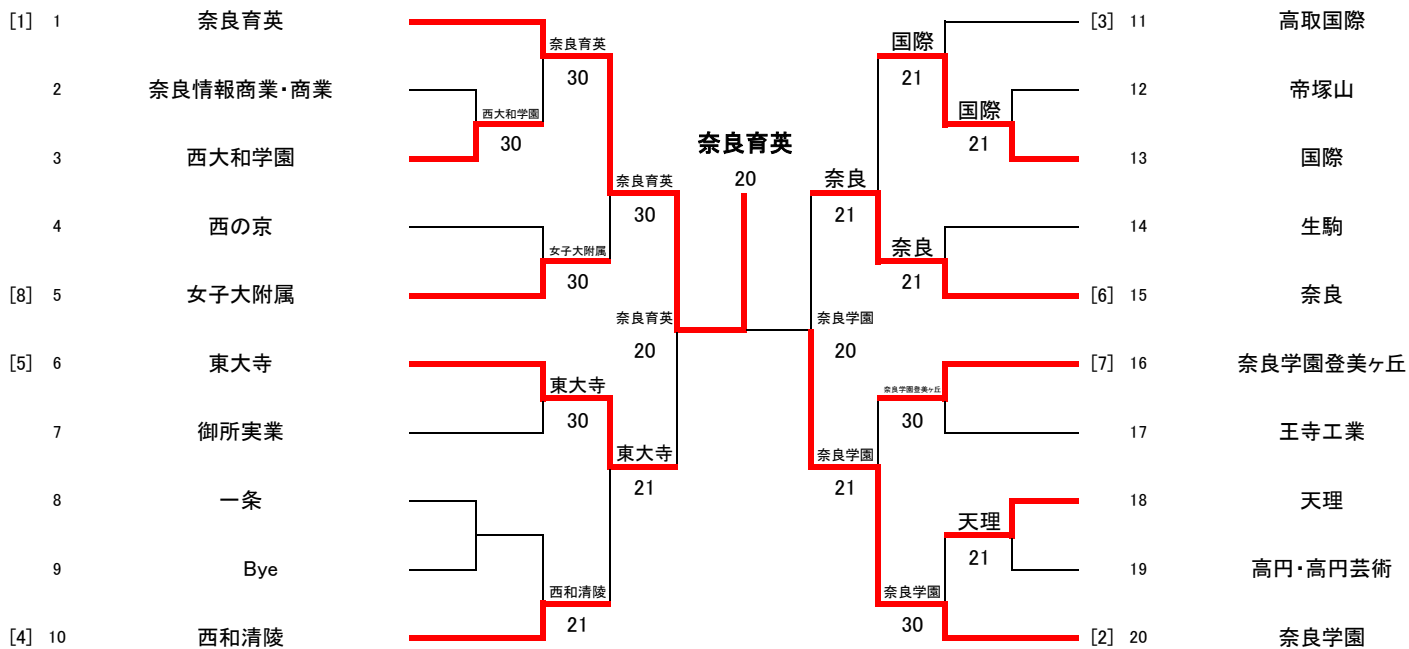 [1] 1 奈良育英
2 奈良情報商業・商業
3 西大和学園
4 西の京
[8] 5 女子大附属
[5] 6 東大寺
7 御所実業
8 一条
9 Bye
[4] 10 西和清陵
奈良育英
30
西大和学園
30
奈良育英
30
女子大附属
30
奈良育英
20
東大寺
30
東大寺
21
西和清陵
21
奈良育英
20
国際
21
国際
21
奈良
21
奈良
21
奈良学園
20
奈良学園登美ヶ丘
30
奈良学園
21
天理
21
奈良学園
30
[3] 11 高取国際
12 帝塚山
13 国際
14 生駒
[6] 15 奈良
[7] 16 奈良学園登美ヶ丘
17 王寺工業
18 天理
19 高円・高円芸術
[2] 20 奈良学園